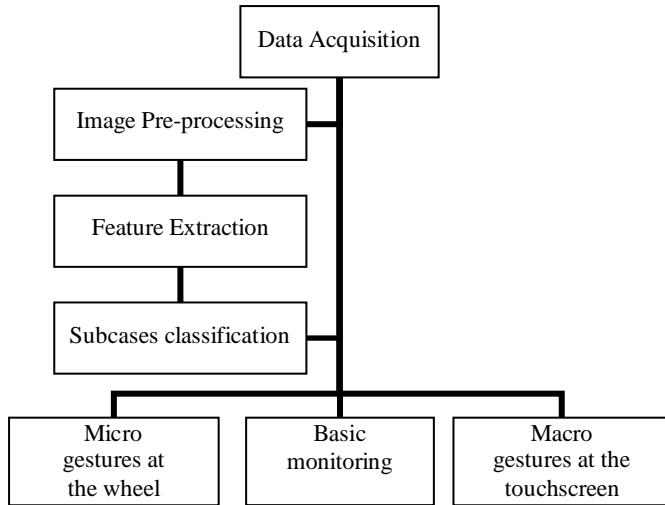 Data Acquisition
Image Pre-processing
Feature Extraction
Subcases classification
Micro
gestures at
the wheel
Basic
monitoring
Macro
gestures at the
touchscreen